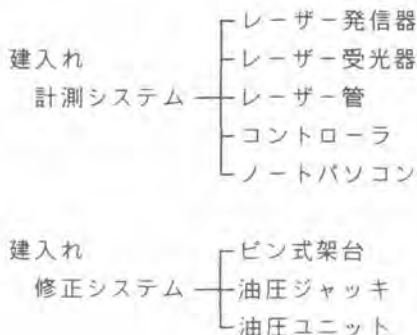 レーザー発信器
建入れ
レーザー受光器
計測システム
レーザー管
コントローラ
ノートパソコン
建入れ
ピン式架台
修正システム
油圧ジャッキ
油圧ユニット